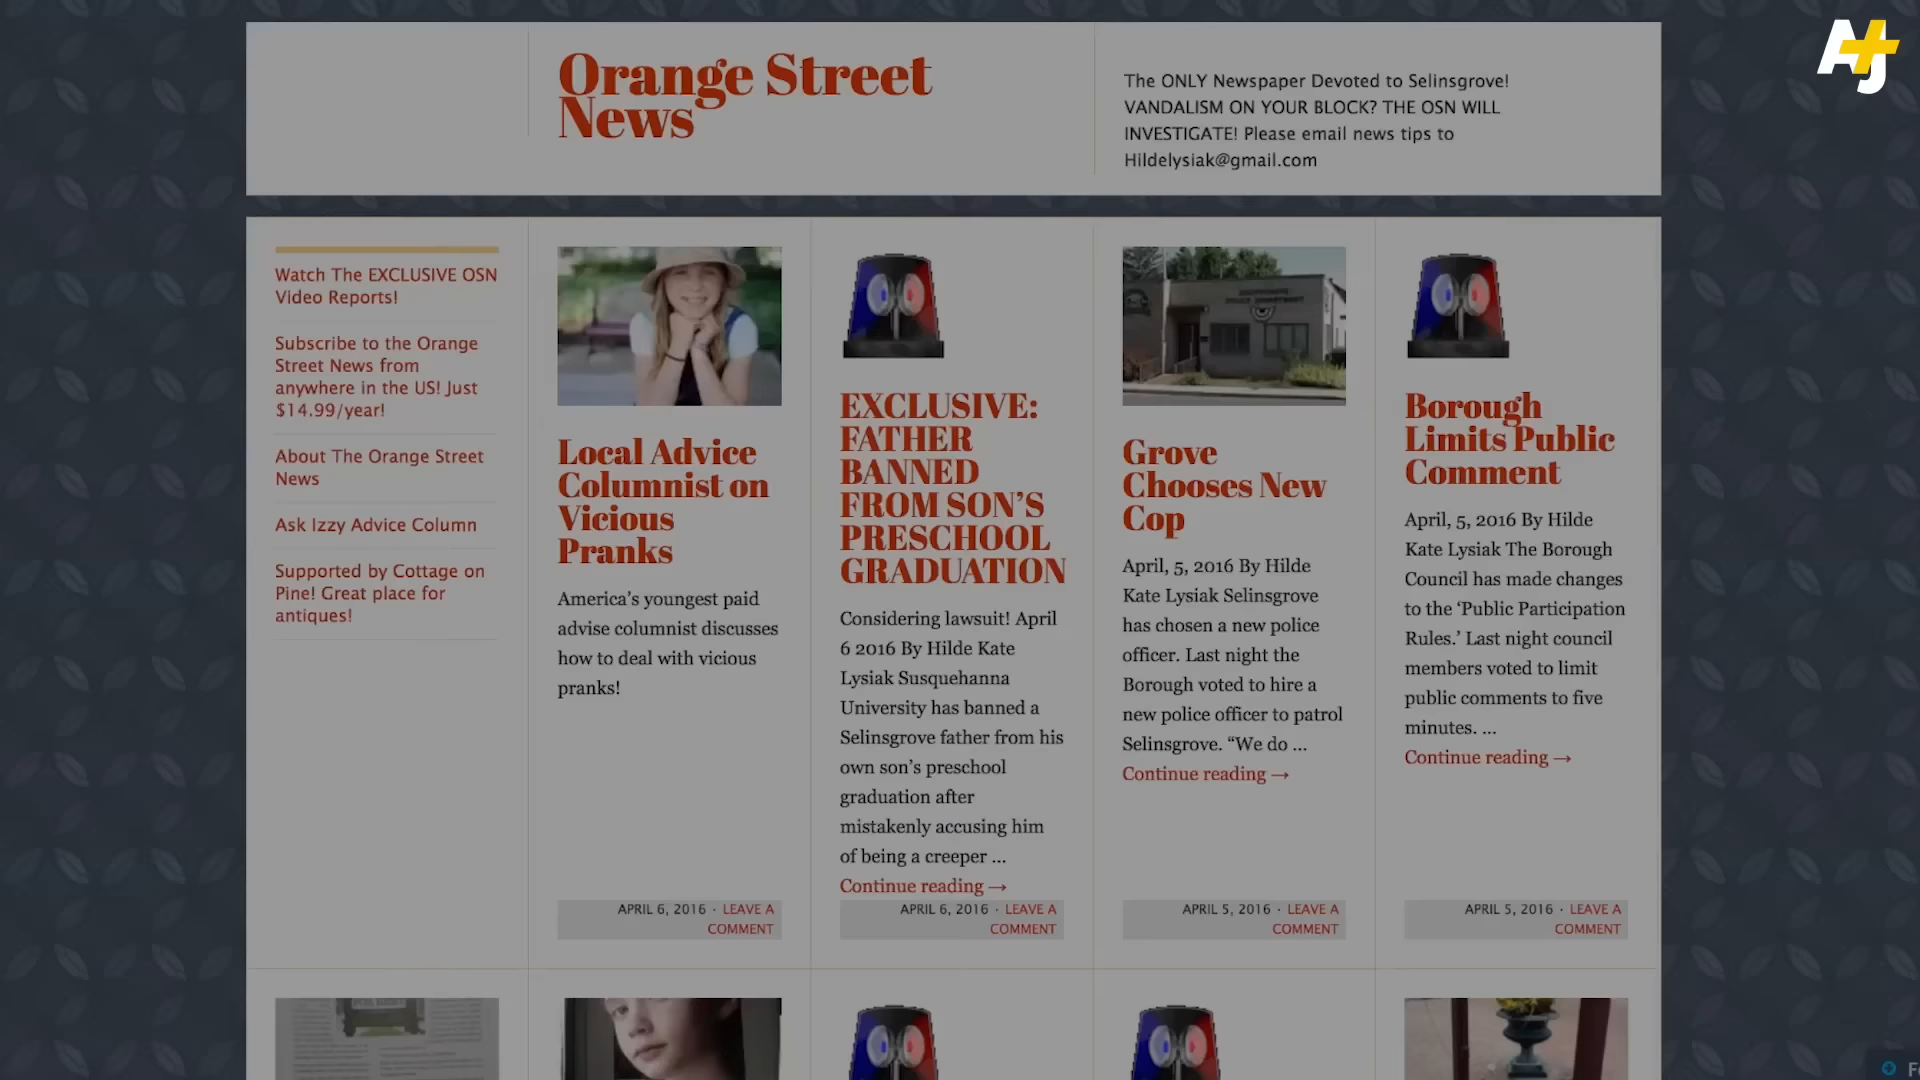 AJ+
Orange Street
News
The ONLY Newspaper Devoted to Selinsgrove!
VANDALISM ON YOUR BLOCK? THE OSN WILL
INVESTIGATE! Please email news tips to
Hildelysiak@gmail.com
Watch The EXCLUSIVE OSN
Video Reports!
Subscribe to the Orange
Street News from
anywhere in the US! Just
$14.99/year!
About The Orange Street
News
Ask Izzy Advice Column
Supported by Cottage on
Pine! Great place for
antiques!
Local Advice
Columnist on
Vicious
Pranks
America’s youngest paid
advise columnist discusses
how to deal with vicious
pranks!
APRIL 6, 2016 · LEAVE A
COMMENT
EXCLUSIVE:
FATHER
BANNED
FROM SON’S
PRESCHOOL
GRADUATION
Considering lawsuit! April
6 2016 By Hilde Kate
Lysiak Susquehanna
University has banned a
Selinsgrove father from his
own son’s preschool
graduation after
mistakenly accusing him
of being a creeper ...
Continue reading →
APRIL 6, 2016 · LEAVE A
COMMENT
Grove
Chooses New
Cop
April, 5, 2016 By Hilde
Kate Lysiak Selinsgrove
has chosen a new police
officer. Last night the
Borough voted to hire a
new police officer to patrol
Selinsgrove. “We do ...
Continue reading →
APRIL 5, 2016 · LEAVE A
COMMENT
Borough
Limits Public
Comment
April, 5, 2016 By Hilde
Kate Lysiak The Borough
Council has made changes
to the ‘Public Participation
Rules.’ Last night council
members voted to limit
public comments to five
minutes. ...
Continue reading →
APRIL 5, 2016 · LEAVE A
COMMENT